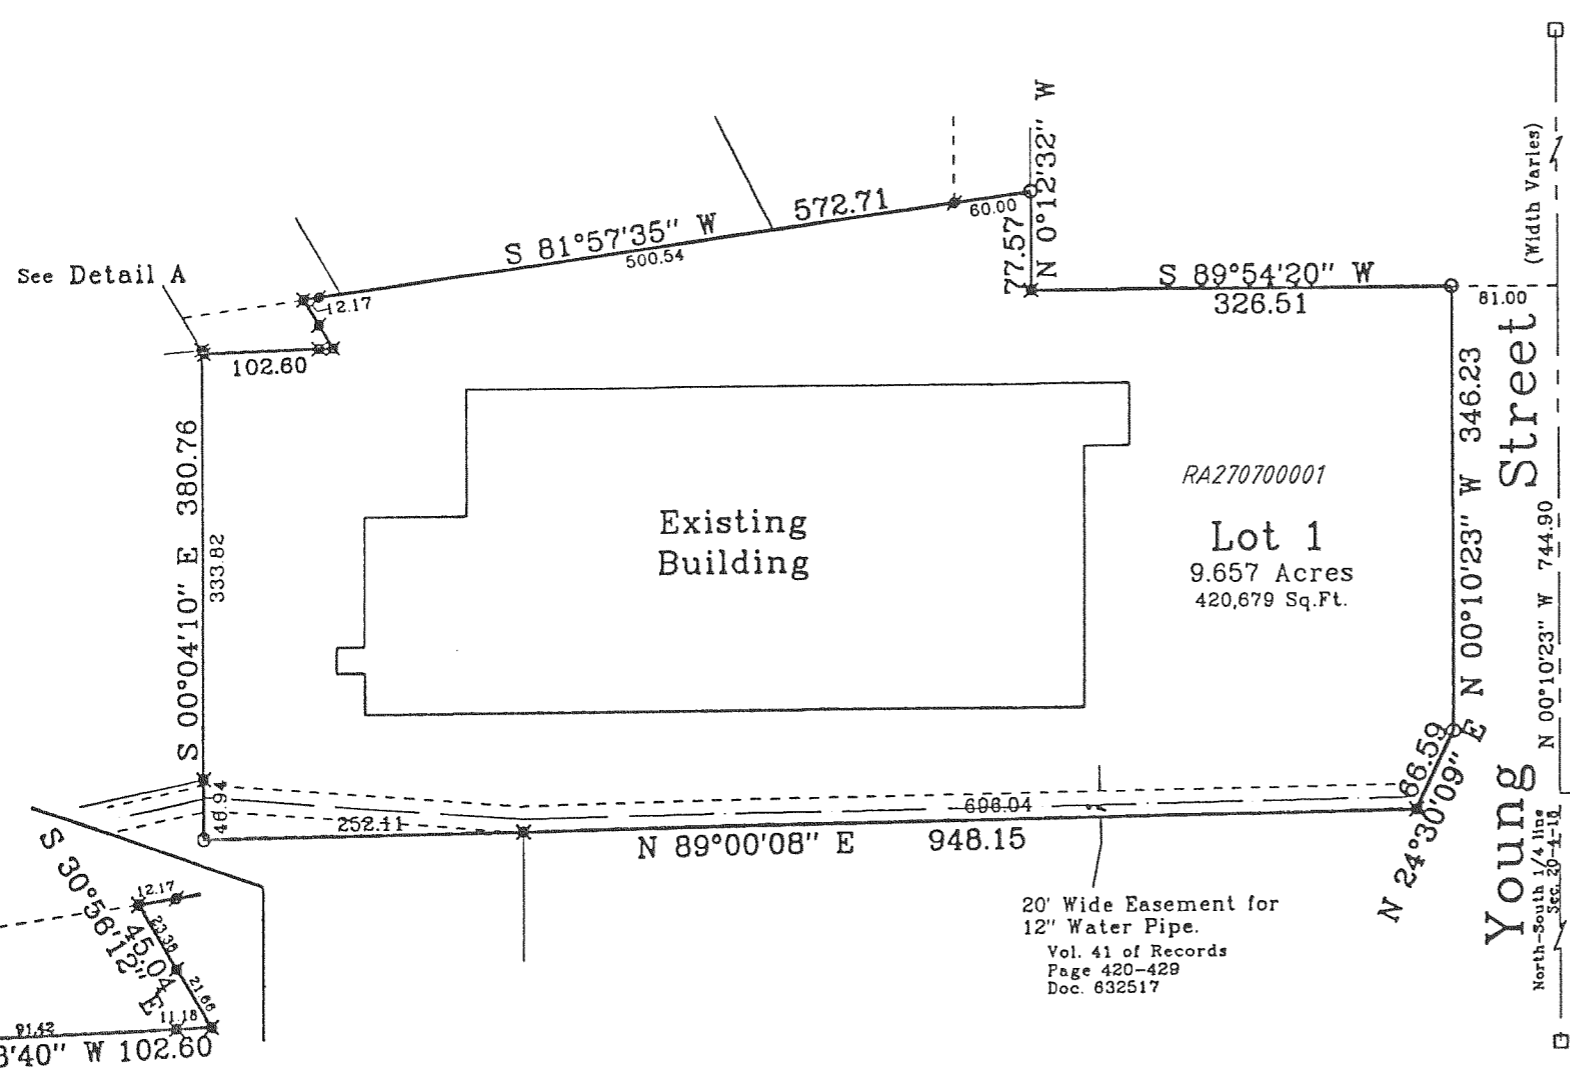 N 0°12'32" W
77.57
60.00
572.71
S 81°57'35" W
500.54
See Detail A
12.17
102.60
S 89°54'20" W
326.51
81.00
(Width Varies)
Young Street
N 00°10'23" W 744.90
North-South 1/4 line
Sec. 20-4-18
N 00°10'23" W 346.23
S 00°04'10" E 380.76
333.82
46.94
Existing
Building
RA270700001
Lot 1
9.657 Acres
420,679 Sq.Ft.
66.59
N 24°30'09" E
252.11
696.04
N 89°00'08" E 948.15
20' Wide Easement for
12" Water Pipe.
Vol. 41 of Records
Page 420-429
Doc. 632517
S 30°56'12" E
45.04
12.17
23.38
21.66
11.18
91.42
8'40" W 102.60